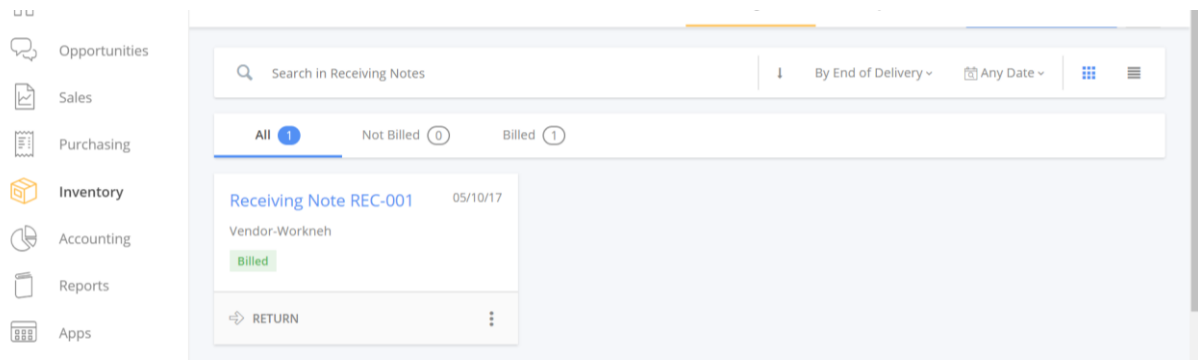 Opportunities
Sales
Purchasing
Inventory
Accounting
Reports
Apps
Search in Receiving Notes
By End of Delivery
Any Date
All 1
Not Billed 0
Billed 1
Receiving Note REC-001
05/10/17
Vendor-Workneh
Billed
RETURN